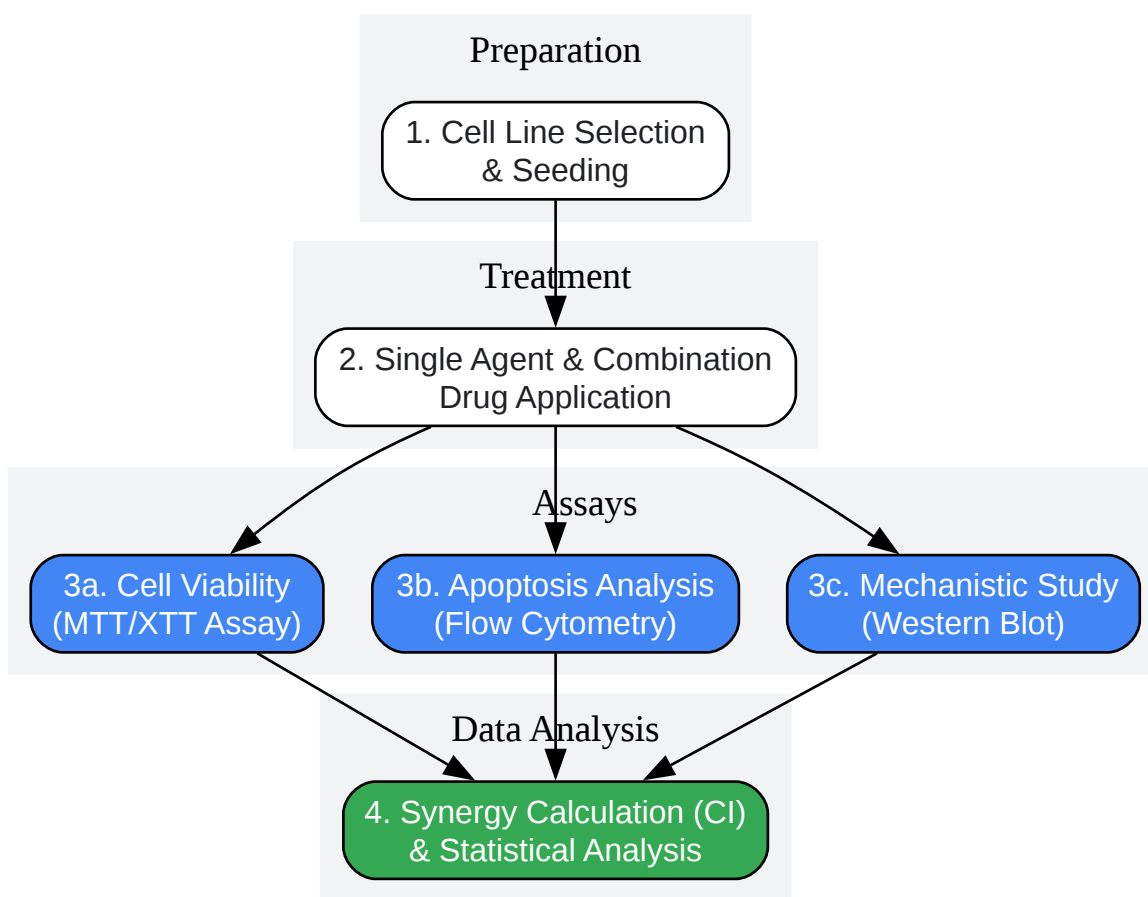 Preparation
1. Cell Line Selection
& Seeding
Treatment
2. Single Agent & Combination
Drug Application
Assays
3a. Cell Viability
(MTT/XTT Assay)
3b. Apoptosis Analysis
(Flow Cytometry)
3c. Mechanistic Study
(Western Blot)
Data Analysis
4. Synergy Calculation (CI)
& Statistical Analysis